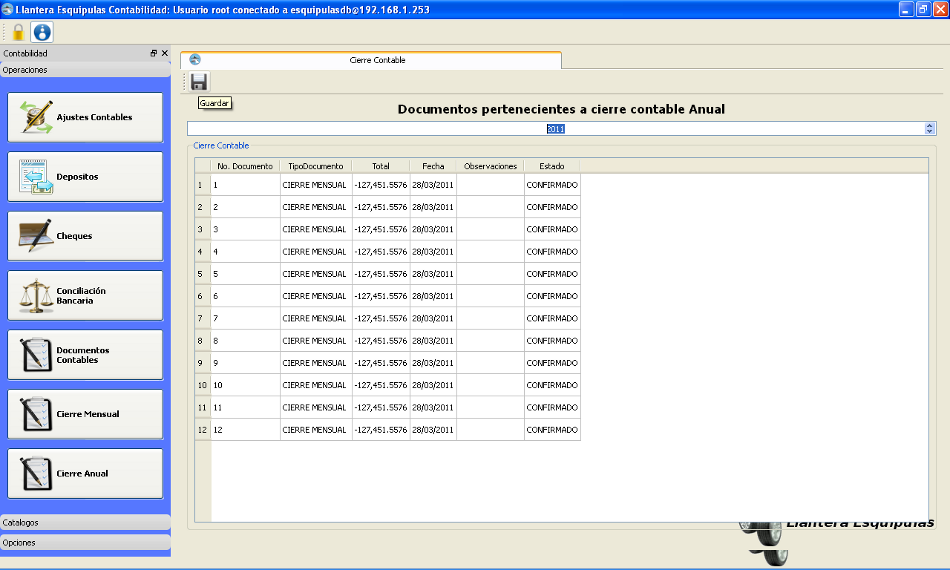 Llantera Esquipulas Contabilidad: Usuario root conectado a esquipulasdb@192.168.1.253
Contabilidad
Operaciones
Ajustes Contables
Depositos
Cheques
Conciliación
Bancaria
Documentos
Contables
Cierre Mensual
Cierre Anual
Catalogos
Opciones
Cierre Contable
Guardar
Documentos pertenecientes a cierre contable Anual
2011
Cierre Contable
No. Documento TipoDocumento Total Fecha Observaciones Estado
1 1 CIERRE MENSUAL -127,451.5576 28/03/2011 CONFIRMADO
2 2 CIERRE MENSUAL -127,451.5576 28/03/2011 CONFIRMADO
3 3 CIERRE MENSUAL -127,451.5576 28/03/2011 CONFIRMADO
4 4 CIERRE MENSUAL -127,451.5576 28/03/2011 CONFIRMADO
5 5 CIERRE MENSUAL -127,451.5576 28/03/2011 CONFIRMADO
6 6 CIERRE MENSUAL -127,451.5576 28/03/2011 CONFIRMADO
7 7 CIERRE MENSUAL -127,451.5576 28/03/2011 CONFIRMADO
8 8 CIERRE MENSUAL -127,451.5576 28/03/2011 CONFIRMADO
9 9 CIERRE MENSUAL -127,451.5576 28/03/2011 CONFIRMADO
10 10 CIERRE MENSUAL -127,451.5576 28/03/2011 CONFIRMADO
11 11 CIERRE MENSUAL -127,451.5576 28/03/2011 CONFIRMADO
12 12 CIERRE MENSUAL -127,451.5576 28/03/2011 CONFIRMADO
Llantera Esquipulas